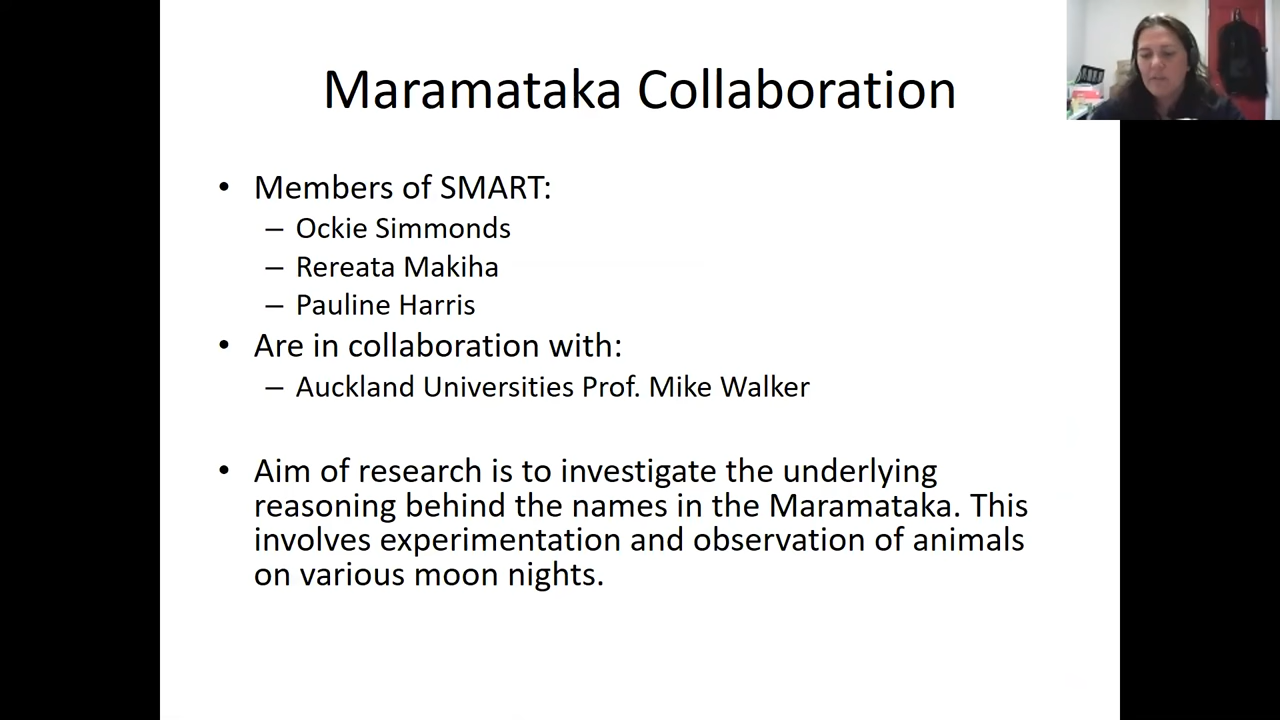 Maramataka Collaboration
• Members of SMART:
– Ockie Simmonds
– Rereata Makiha
– Pauline Harris
• Are in collaboration with:
– Auckland Universities Prof. Mike Walker
• Aim of research is to investigate the underlying
reasoning behind the names in the Maramataka. This
involves experimentation and observation of animals
on various moon nights.